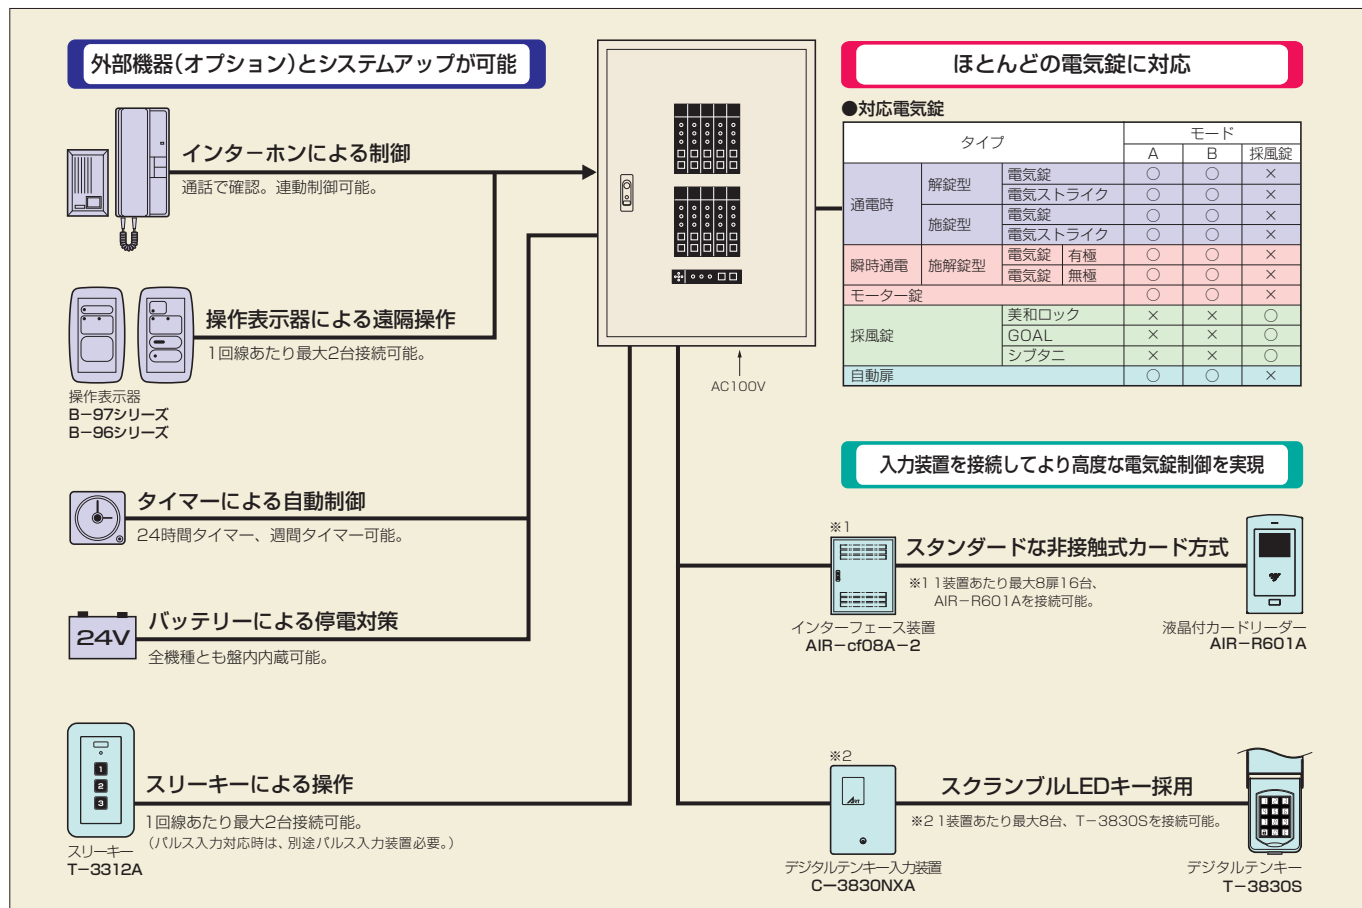 外部機器(オプション)とシステムアップが可能
インターホンによる制御
通話で確認。連動制御可能。
操作表示器による遠隔操作
1回線あたり最大2台接続可能。
操作表示器
B-97シリーズ
B-96シリーズ
タイマーによる自動制御
24時間タイマー、週間タイマー可能。
24V
バッテリーによる停電対策
全機種とも盤内内蔵可能。
1
2
3
スリーキーによる操作
1回線あたり最大2台接続可能。
(パルス入力対応時は、別途パルス入力装置必要。)
スリーキー
T-3312A
AC100V
ほとんどの電気錠に対応
●対応電気錠
タイプ モード
A B 採風錠
通電時 解錠型 電気錠 ○ ○ ×
電気ストライク ○ ○ ×
施錠型 電気錠 ○ ○ ×
電気ストライク ○ ○ ×
瞬時通電 施解錠型 電気錠 有極 ○ ○ ×
電気錠 無極 ○ ○ ×
モーター錠 ○ ○ ×
採風錠 美和ロック × × ○
GOAL × × ○
シブタニ × × ○
自動扉 ○ ○ ×
入力装置を接続してより高度な電気錠制御を実現
※1
スタンダードな非接触式カード方式
※1 1装置あたり最大8扉16台、
AIR-R601Aを接続可能。
インターフェース装置
AIR-cf08A-2
液晶付カードリーダー
AIR-R601A
※2
ART
スクランブルLEDキー採用
※2 1装置あたり最大8台、T-3830Sを接続可能。
デジタルテンキー入力装置
C-3830NXA
デジタルテンキー
T-3830S